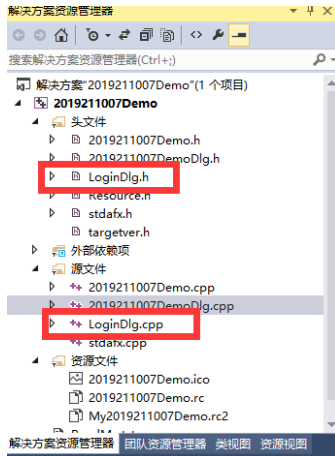 解决方案资源管理器
搜索解决方案资源管理器(Ctrl+;)
解决方案"2019211007Demo"(1 个项目)
2019211007Demo
头文件
2019211007Demo.h
2019211007DemoDlg.h
LoginDlg.h
Resource.h
stdafx.h
targetver.h
外部依赖项
源文件
2019211007Demo.cpp
2019211007DemoDlg.cpp
LoginDlg.cpp
stdafx.cpp
资源文件
2019211007Demo.ico
2019211007Demo.rc
My2019211007Demo.rc2
解决方案资源管理器 团队资源管理器 类视图 资源视图